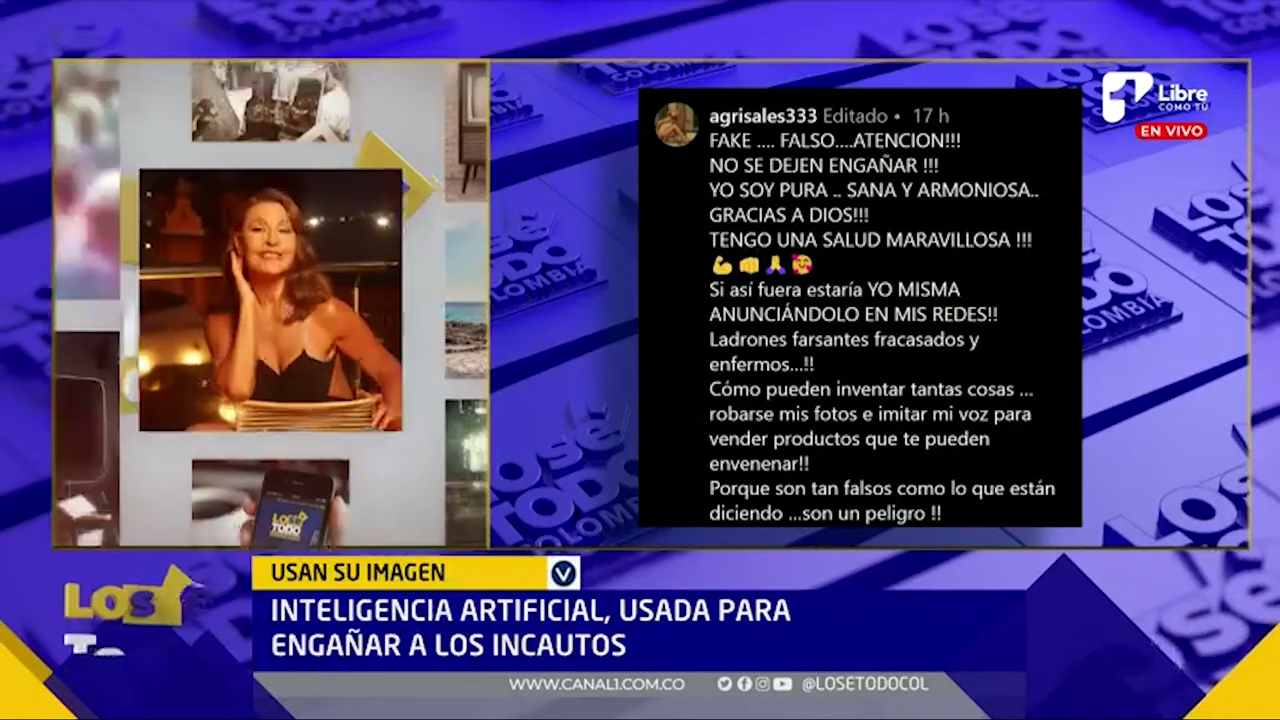 Libre
COMO TÚ
EN VIVO
agrisales333 Editado • 17 h
FAKE .... FALSO....ATENCION!!!
NO SE DEJEN ENGAÑAR !!!
YO SOY PURA .. SANA Y ARMONIOSA..
GRACIAS A DIOS!!!
TENGO UNA SALUD MARAVILLOSA !!!
💪👊🙏🥰
Si así fuera estaría YO MISMA
ANUNCIÁNDOLO EN MIS REDES!!
Ladrones farsantes fracasados y
enfermos...!!
Cómo pueden inventar tantas cosas ...
robarse mis fotos e imitar mi voz para
vender productos que te pueden
envenenar!!
Porque son tan falsos como lo que están
diciendo ...son un peligro !!
USAN SU IMAGEN
INTELIGENCIA ARTIFICIAL, USADA PARA
ENGAÑAR A LOS INCAUTOS
WWW.CANAL1.COM.CO @LOSETODOCOL